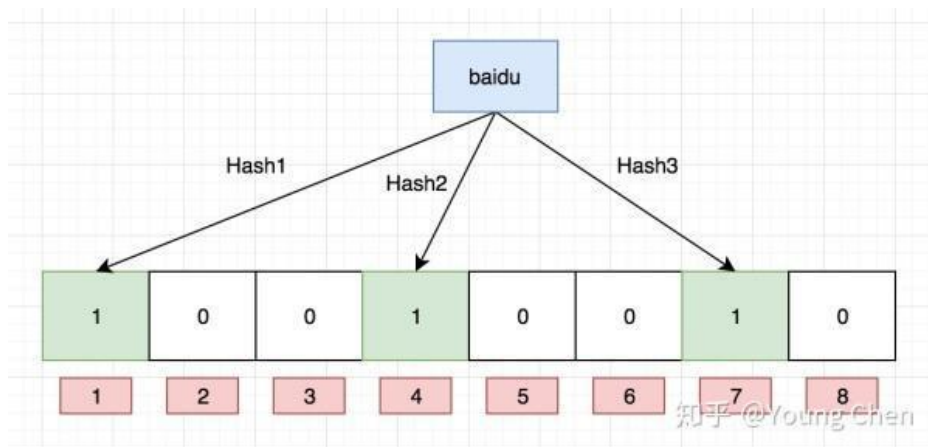 baidu
Hash1
Hash2
Hash3
1 0 0 1 0 0 1 0
1 2 3 4 5 6 7 8
知乎 @Young Chen